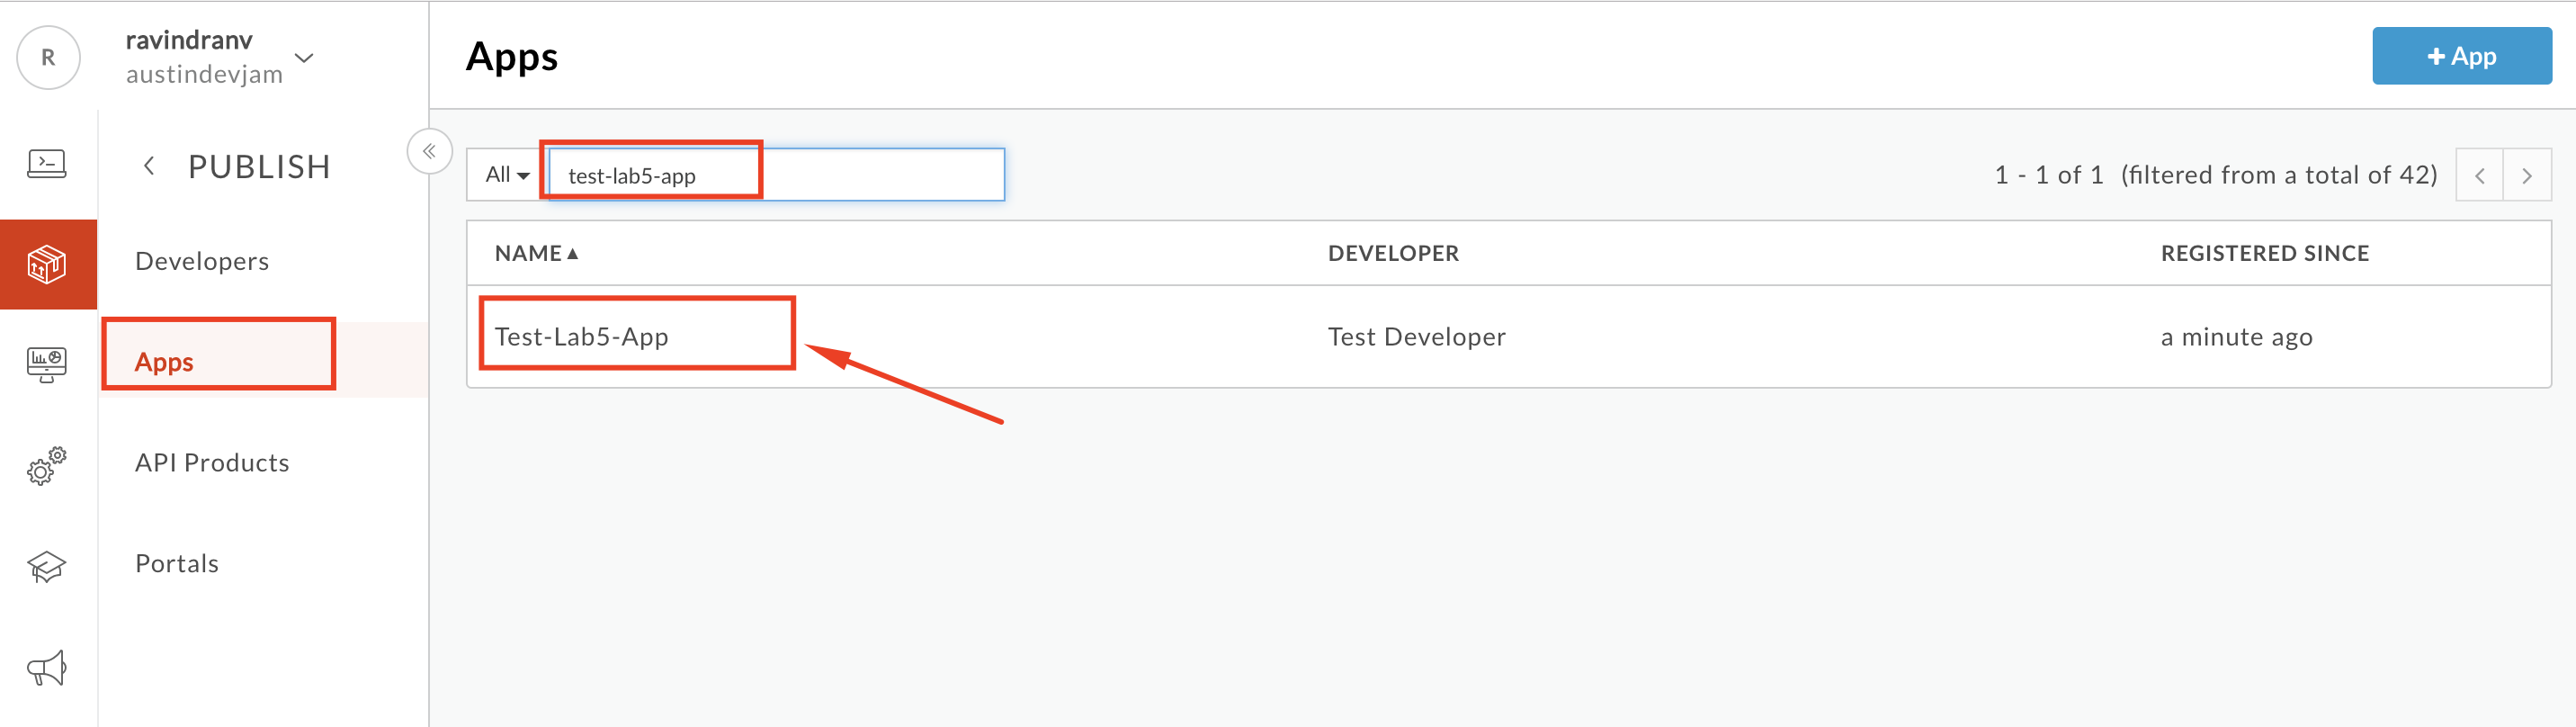 R
ravindranv
austindevjam
PUBLISH
Developers
Apps
API Products
Portals
Apps
+ App
All
test-lab5-app
1 - 1 of 1 (filtered from a total of 42)
NAME▲ DEVELOPER REGISTERED SINCE
Test-Lab5-App Test Developer a minute ago